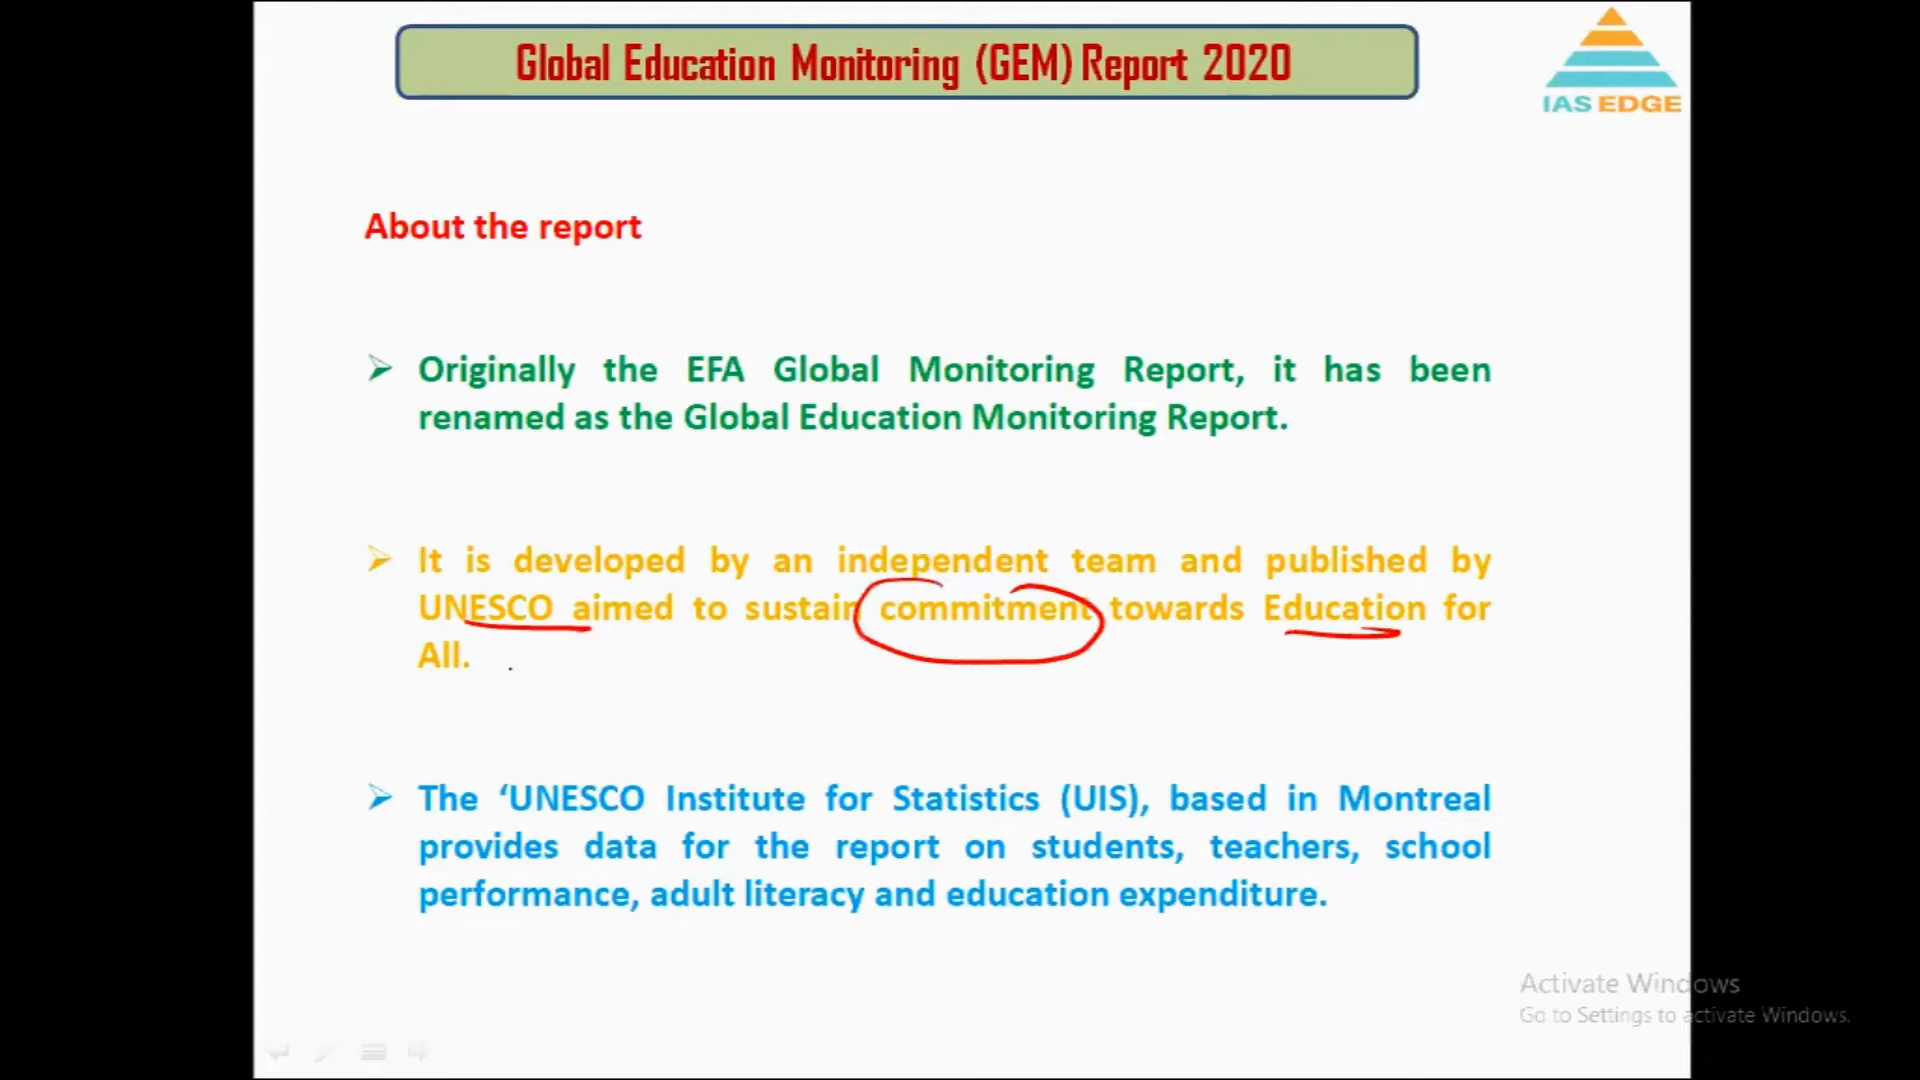 Global Education Monitoring (GEM) Report 2020
IAS EDGE
About the report
Originally the EFA Global Monitoring Report, it has been
renamed as the Global Education Monitoring Report.
It is developed by an independent team and published by
UNESCO aimed to sustain commitment towards Education for
All.
The ‘UNESCO Institute for Statistics (UIS), based in Montreal
provides data for the report on students, teachers, school
performance, adult literacy and education expenditure.
Activate Windows
Go to Settings to activate Windows.